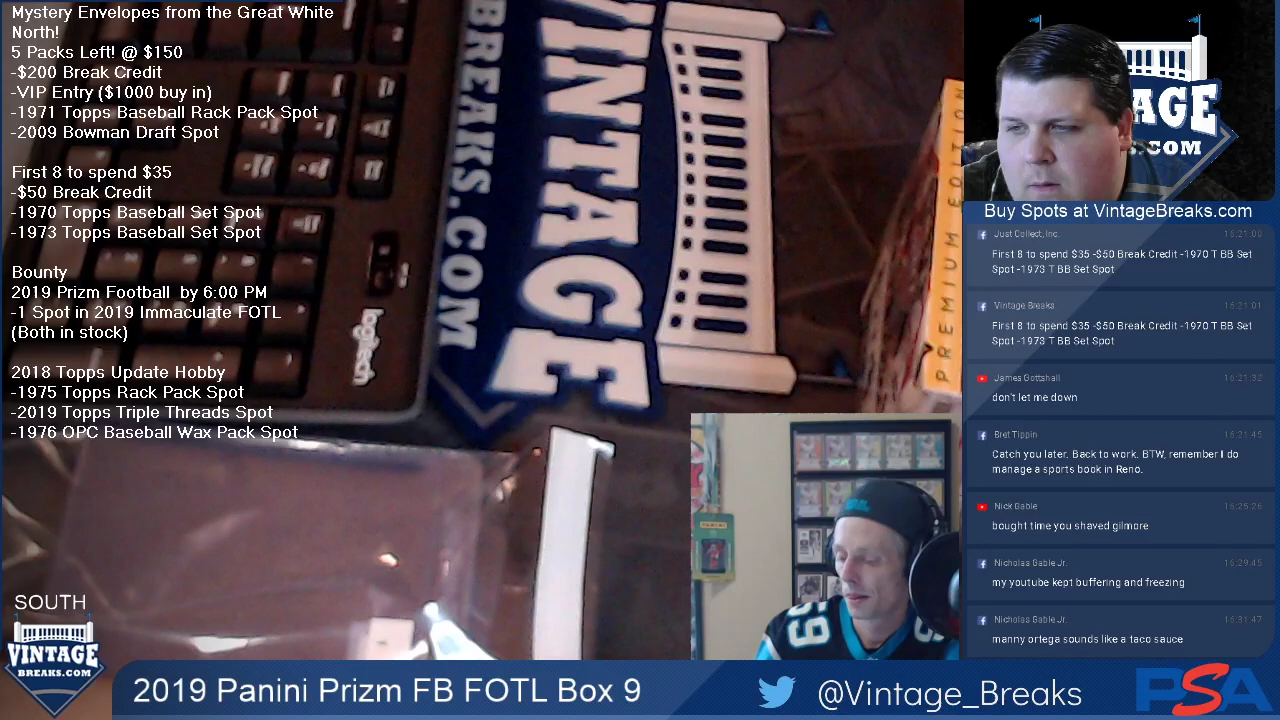 Mystery Envelopes from the Great White
North!
5 Packs Left! @ $150
-$200 Break Credit
-VIP Entry ($1000 buy in)
-1971 Topps Baseball Rack Pack Spot
-2009 Bowman Draft Spot
First 8 to spend $35
-$50 Break Credit
-1970 Topps Baseball Set Spot
-1973 Topps Baseball Set Spot
Bounty
2019 Prizm Football by 6:00 PM
-1 Spot in 2019 Immaculate FOTL
(Both in stock)
2018 Topps Update Hobby
-1975 Topps Rack Pack Spot
-2019 Topps Triple Threads Spot
-1976 OPC Baseball Wax Pack Spot
logitech
VINTAGE
BREAKS.COM
PREMIUM EDITION
AGE
.COM
Buy Spots at VintageBreaks.com
Just Collect, Inc. 16:21:00
First 8 to spend $35 -$50 Break Credit -1970 T BB Set
Spot -1973 T BB Set Spot
Vintage Breaks 16:21:01
First 8 to spend $35 -$50 Break Credit -1970 T BB Set
Spot -1973 T BB Set Spot
James Gottshall 16:21:32
don't let me down
Bret Tippin 16:21:45
Catch you later. Back to work. BTW, remember I do
manage a sports book in Reno.
Nick Gable 16:25:26
bought time you shaved gilmore
Nicholas Gable Jr. 16:29:45
my youtube kept buffering and freezing
Nicholas Gable Jr. 16:31:47
manny ortega sounds like a taco sauce
59
SOUTH
VINTAGE
BREAKS.COM
2019 Panini Prizm FB FOTL Box 9
@Vintage_Breaks
PSA